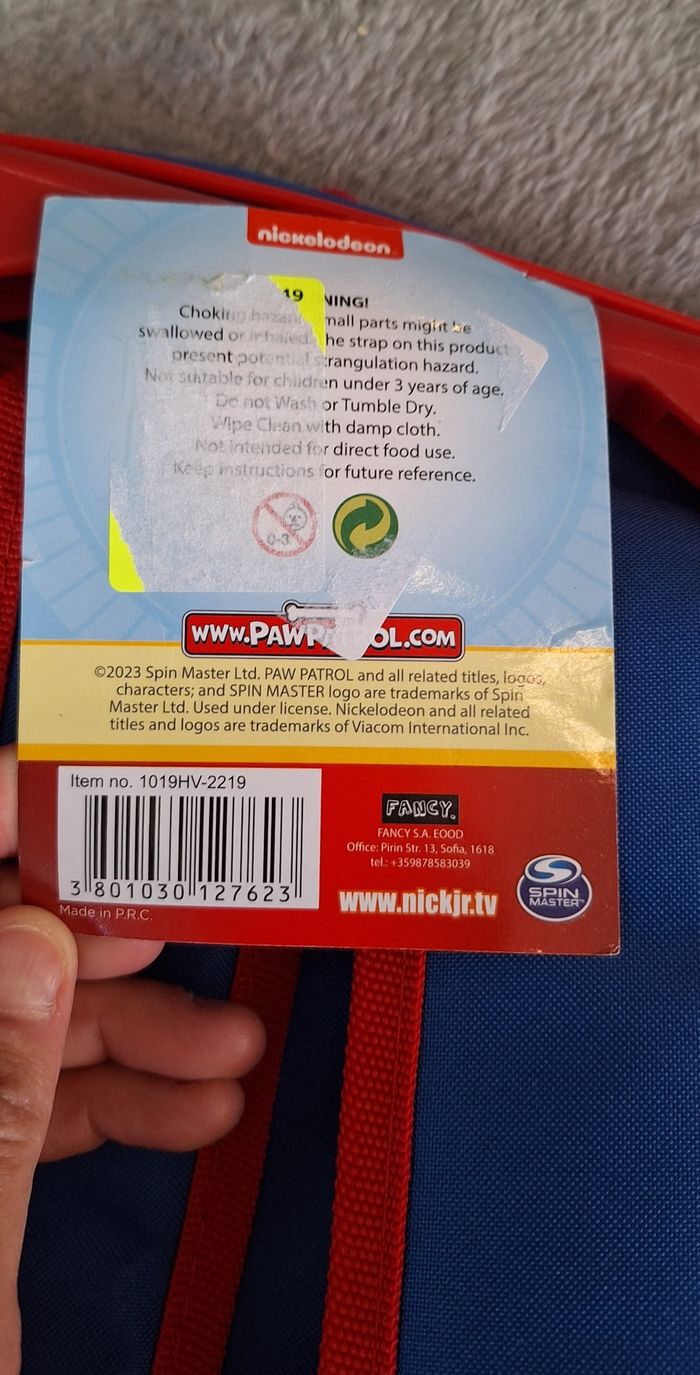 nickelodeon
19
NING!
Choking hazard mall parts might be
swallowed or inhaled. he strap on this product
present potential strangulation hazard.
Not suitable for children under 3 years of age.
Do not Wash or Tumble Dry.
Wipe Clean with damp cloth.
Not intended for direct food use.
Keep instructions for future reference.
0-3
www.PAWPATROL.COM
©2023 Spin Master Ltd. PAW PATROL and all related titles, logos,
characters; and SPIN MASTER logo are trademarks of Spin
Master Ltd. Used under license. Nickelodeon and all related
titles and logos are trademarks of Viacom International Inc.
Item no. 1019HV-2219
3 801030 127623
Made in P.R.C.
FANCY.
FANCY S.A. EOOD
Office: Pirin Str. 13, Sofia, 1618
tel.: +359878583039
www.nickjr.tv
SPIN
MASTER™